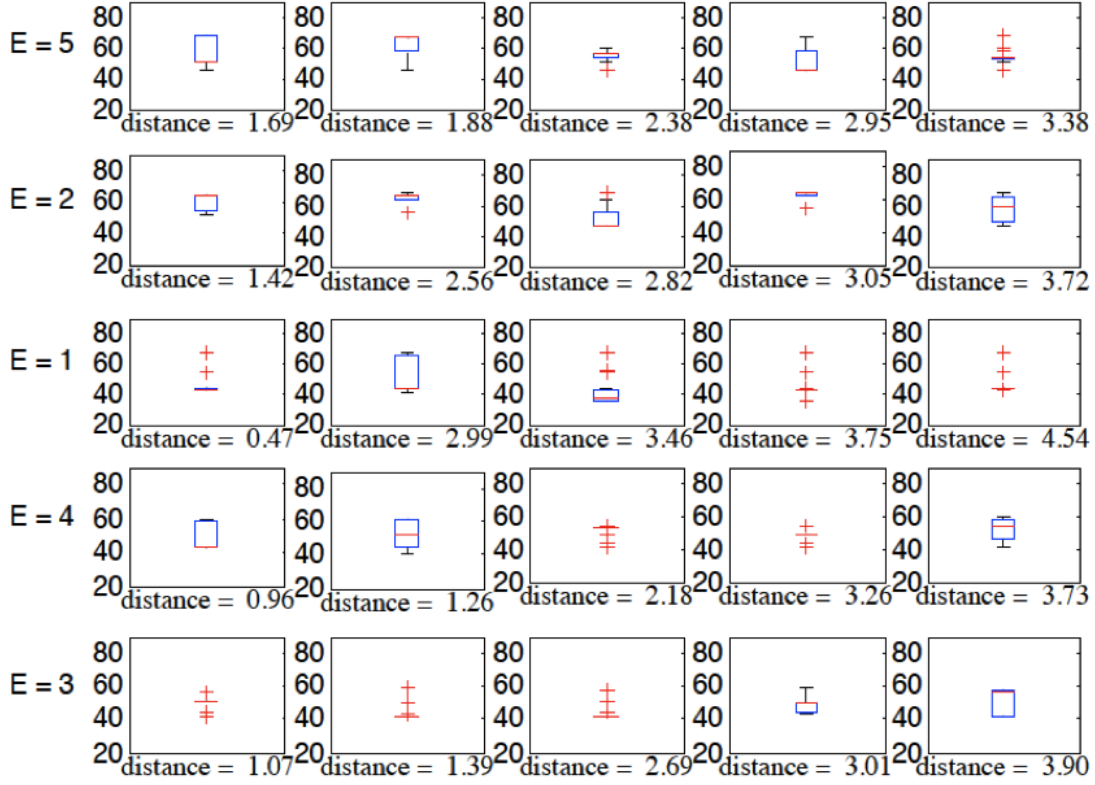 80 80 80 80 80
E = 5 60 60 60 60 60
40 40 40 40 40
20 20 20 20 20
distance = 1.69 distance = 1.88 distance = 2.38 distance = 2.95 distance = 3.38
80 80 80 80 80
E = 2 60 60 60 60 60
40 40 40 40 40
20 20 20 20 20
distance = 1.42 distance = 2.56 distance = 2.82 distance = 3.05 distance = 3.72
80 80 80 80 80
E = 1 60 60 60 60 60
40 40 40 40 40
20 20 20 20 20
distance = 0.47 distance = 2.99 distance = 3.46 distance = 3.75 distance = 4.54
80 80 80 80 80
E = 4 60 60 60 60 60
40 40 40 40 40
20 20 20 20 20
distance = 0.96 distance = 1.26 distance = 2.18 distance = 3.26 distance = 3.73
80 80 80 80 80
E = 3 60 60 60 60 60
40 40 40 40 40
20 20 20 20 20
distance = 1.07 distance = 1.39 distance = 2.69 distance = 3.01 distance = 3.90